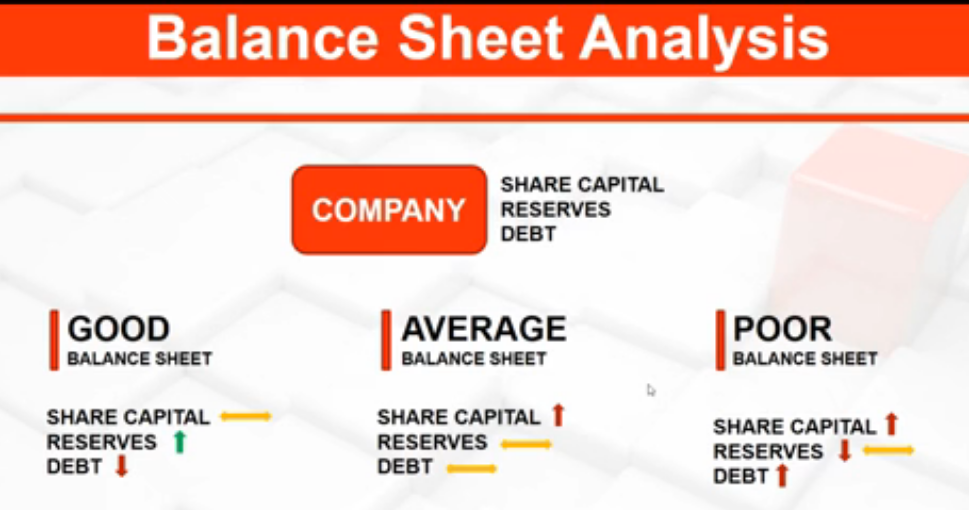 Balance Sheet Analysis
COMPANY
SHARE CAPITAL
RESERVES
DEBT
GOOD
BALANCE SHEET
SHARE CAPITAL
RESERVES
DEBT
AVERAGE
BALANCE SHEET
SHARE CAPITAL
RESERVES
DEBT
POOR
BALANCE SHEET
SHARE CAPITAL
RESERVES
DEBT